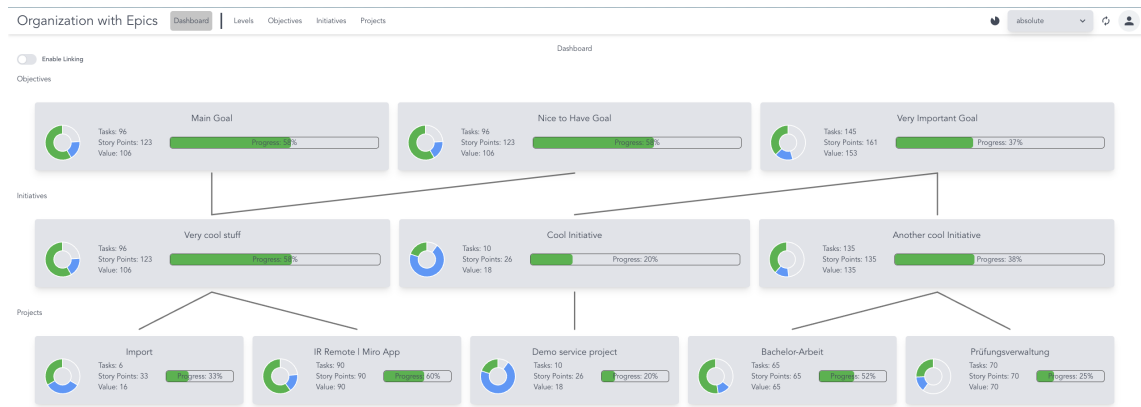 Organization with Epics Dashboard Levels Objectives Initiatives Projects absolute
Dashboard
Enable Linking
Objectives
Main Goal
Tasks: 96
Story Points: 123
Value: 106
Progress: 58%
Nice to Have Goal
Tasks: 96
Story Points: 123
Value: 106
Progress: 58%
Very Important Goal
Tasks: 145
Story Points: 161
Value: 153
Progress: 37%
Initiatives
Very cool stuff
Tasks: 96
Story Points: 123
Value: 106
Progress: 58%
Cool Initiative
Tasks: 10
Story Points: 26
Value: 18
Progress: 20%
Another cool Initiative
Tasks: 135
Story Points: 135
Value: 135
Progress: 38%
Projects
Import
Tasks: 6
Story Points: 33
Value: 16
Progress: 33%
IR Remote | Miro App
Tasks: 90
Story Points: 90
Value: 90
Progress: 60%
Demo service project
Tasks: 10
Story Points: 26
Value: 18
Progress: 20%
Bachelor-Arbeit
Tasks: 65
Story Points: 65
Value: 65
Progress: 52%
Prüfungsverwaltung
Tasks: 70
Story Points: 70
Value: 70
Progress: 25%